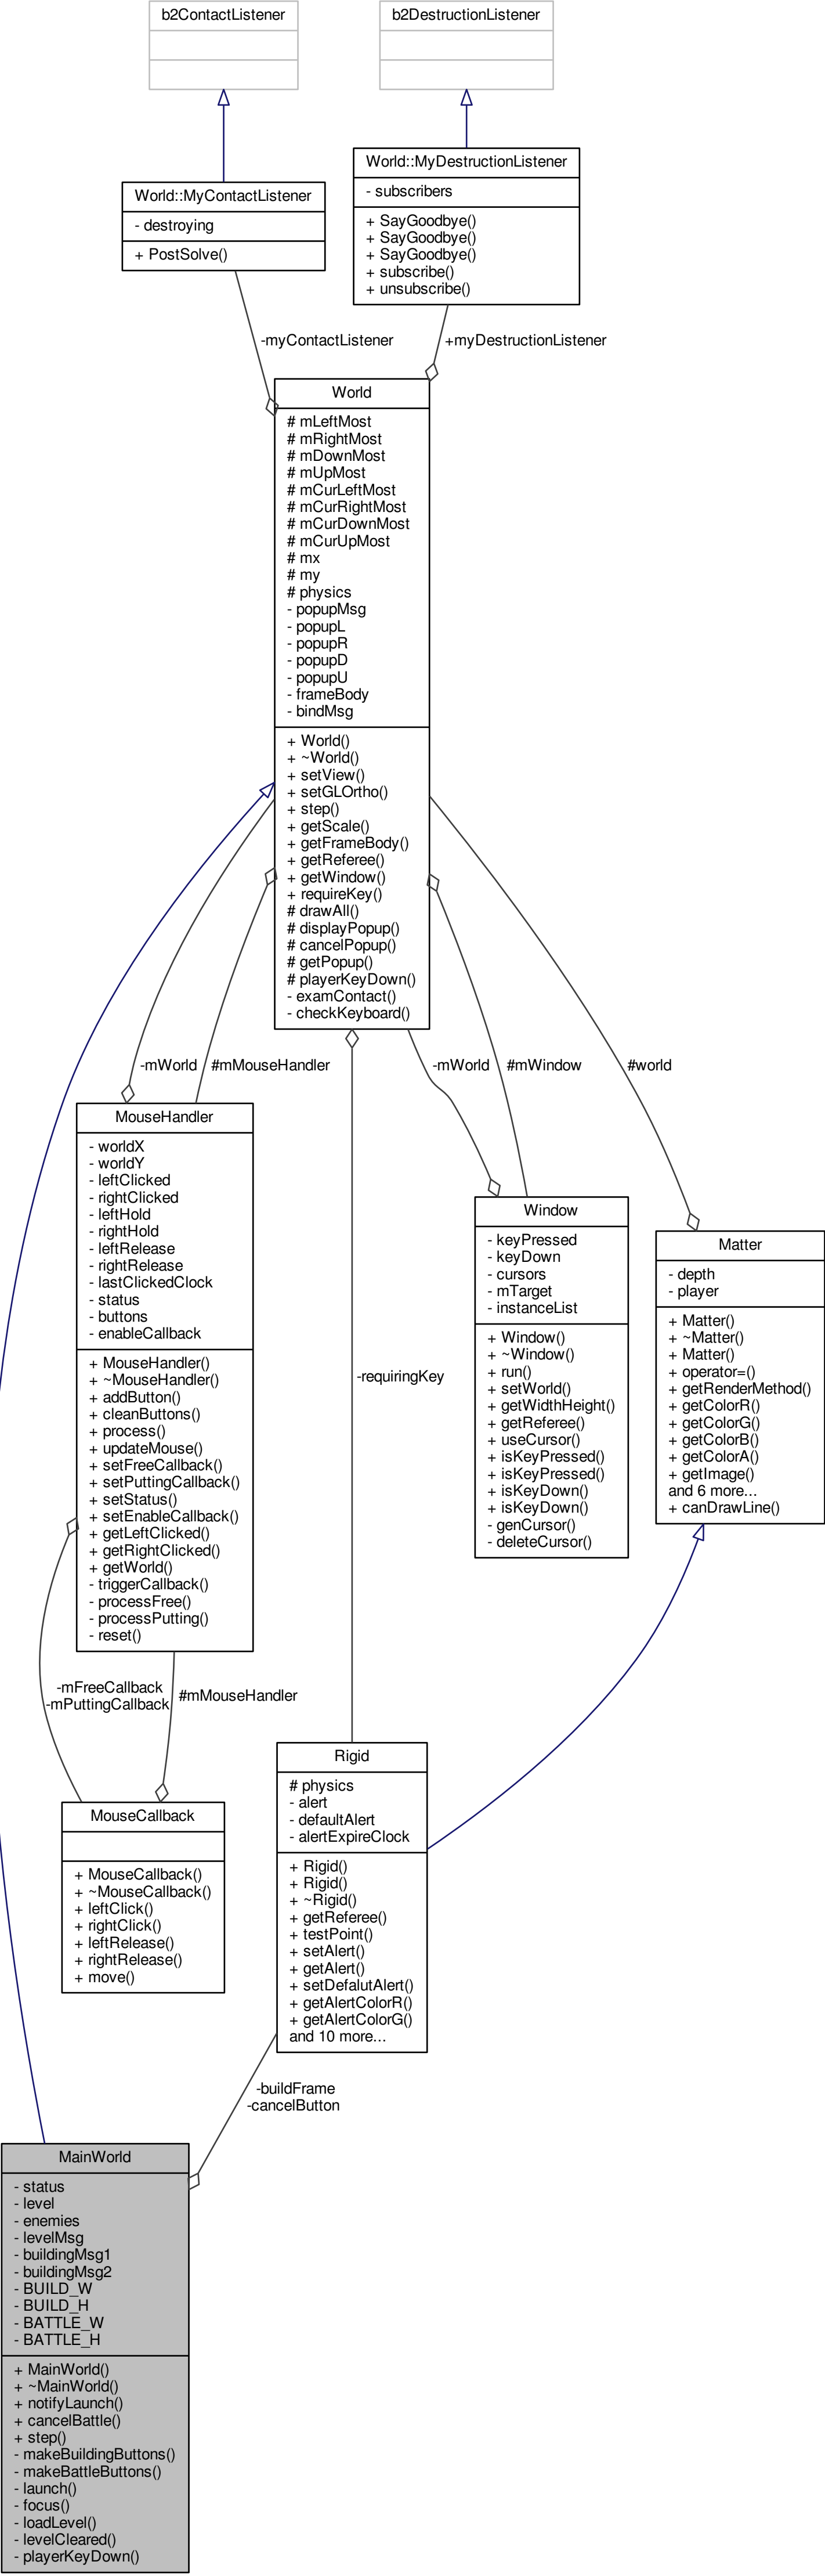 b2ContactListener
b2DestructionListener
World::MyContactListener
- destroying
+ PostSolve()
World::MyDestructionListener
- subscribers
+ SayGoodbye()
+ SayGoodbye()
+ SayGoodbye()
+ subscribe()
+ unsubscribe()
-myContactListener
+myDestructionListener
World
# mLeftMost
# mRightMost
# mDownMost
# mUpMost
# mCurLeftMost
# mCurRightMost
# mCurDownMost
# mCurUpMost
# mx
# my
# physics
- popupMsg
- popupL
- popupR
- popupD
- popupU
- frameBody
- bindMsg
+ World()
+ ~World()
+ setView()
+ setGLOrtho()
+ step()
+ getScale()
+ getFrameBody()
+ getReferee()
+ getWindow()
+ requireKey()
# drawAll()
# displayPopup()
# cancelPopup()
# getPopup()
# playerKeyDown()
- examContact()
- checkKeyboard()
-mWorld
#mMouseHandler
-mWorld
#mWindow
#world
MouseHandler
- worldX
- worldY
- leftClicked
- rightClicked
- leftHold
- rightHold
- leftRelease
- rightRelease
- lastClickedClock
- status
- buttons
- enableCallback
+ MouseHandler()
+ ~MouseHandler()
+ addButton()
+ cleanButtons()
+ process()
+ updateMouse()
+ setFreeCallback()
+ setPuttingCallback()
+ setStatus()
+ setEnableCallback()
+ getLeftClicked()
+ getRightClicked()
+ getWorld()
- triggerCallback()
- processFree()
- processPutting()
- reset()
-requiringKey
Window
- keyPressed
- keyDown
- cursors
- mTarget
- instanceList
+ Window()
+ ~Window()
+ run()
+ setWorld()
+ getWidthHeight()
+ getReferee()
+ useCursor()
+ isKeyPressed()
+ isKeyPressed()
+ isKeyDown()
+ isKeyDown()
- genCursor()
- deleteCursor()
Matter
- depth
- player
+ Matter()
+ ~Matter()
+ Matter()
+ operator=()
+ getRenderMethod()
+ getColorR()
+ getColorG()
+ getColorB()
+ getColorA()
+ getImage()
and 6 more...
+ canDrawLine()
-mFreeCallback
-mPuttingCallback
#mMouseHandler
MouseCallback
+ MouseCallback()
+ ~MouseCallback()
+ leftClick()
+ rightClick()
+ leftRelease()
+ rightRelease()
+ move()
Rigid
# physics
- alert
- defaultAlert
- alertExpireClock
+ Rigid()
+ Rigid()
+ ~Rigid()
+ getReferee()
+ testPoint()
+ setAlert()
+ getAlert()
+ setDefalutAlert()
+ getAlertColorR()
+ getAlertColorG()
and 10 more...
-buildFrame
-cancelButton
MainWorld
- status
- level
- enemies
- levelMsg
- buildingMsg1
- buildingMsg2
- BUILD_W
- BUILD_H
- BATTLE_W
- BATTLE_H
+ MainWorld()
+ ~MainWorld()
+ notifyLaunch()
+ cancelBattle()
+ step()
- makeBuildingButtons()
- makeBattleButtons()
- launch()
- focus()
- loadLevel()
- levelCleared()
- playerKeyDown()